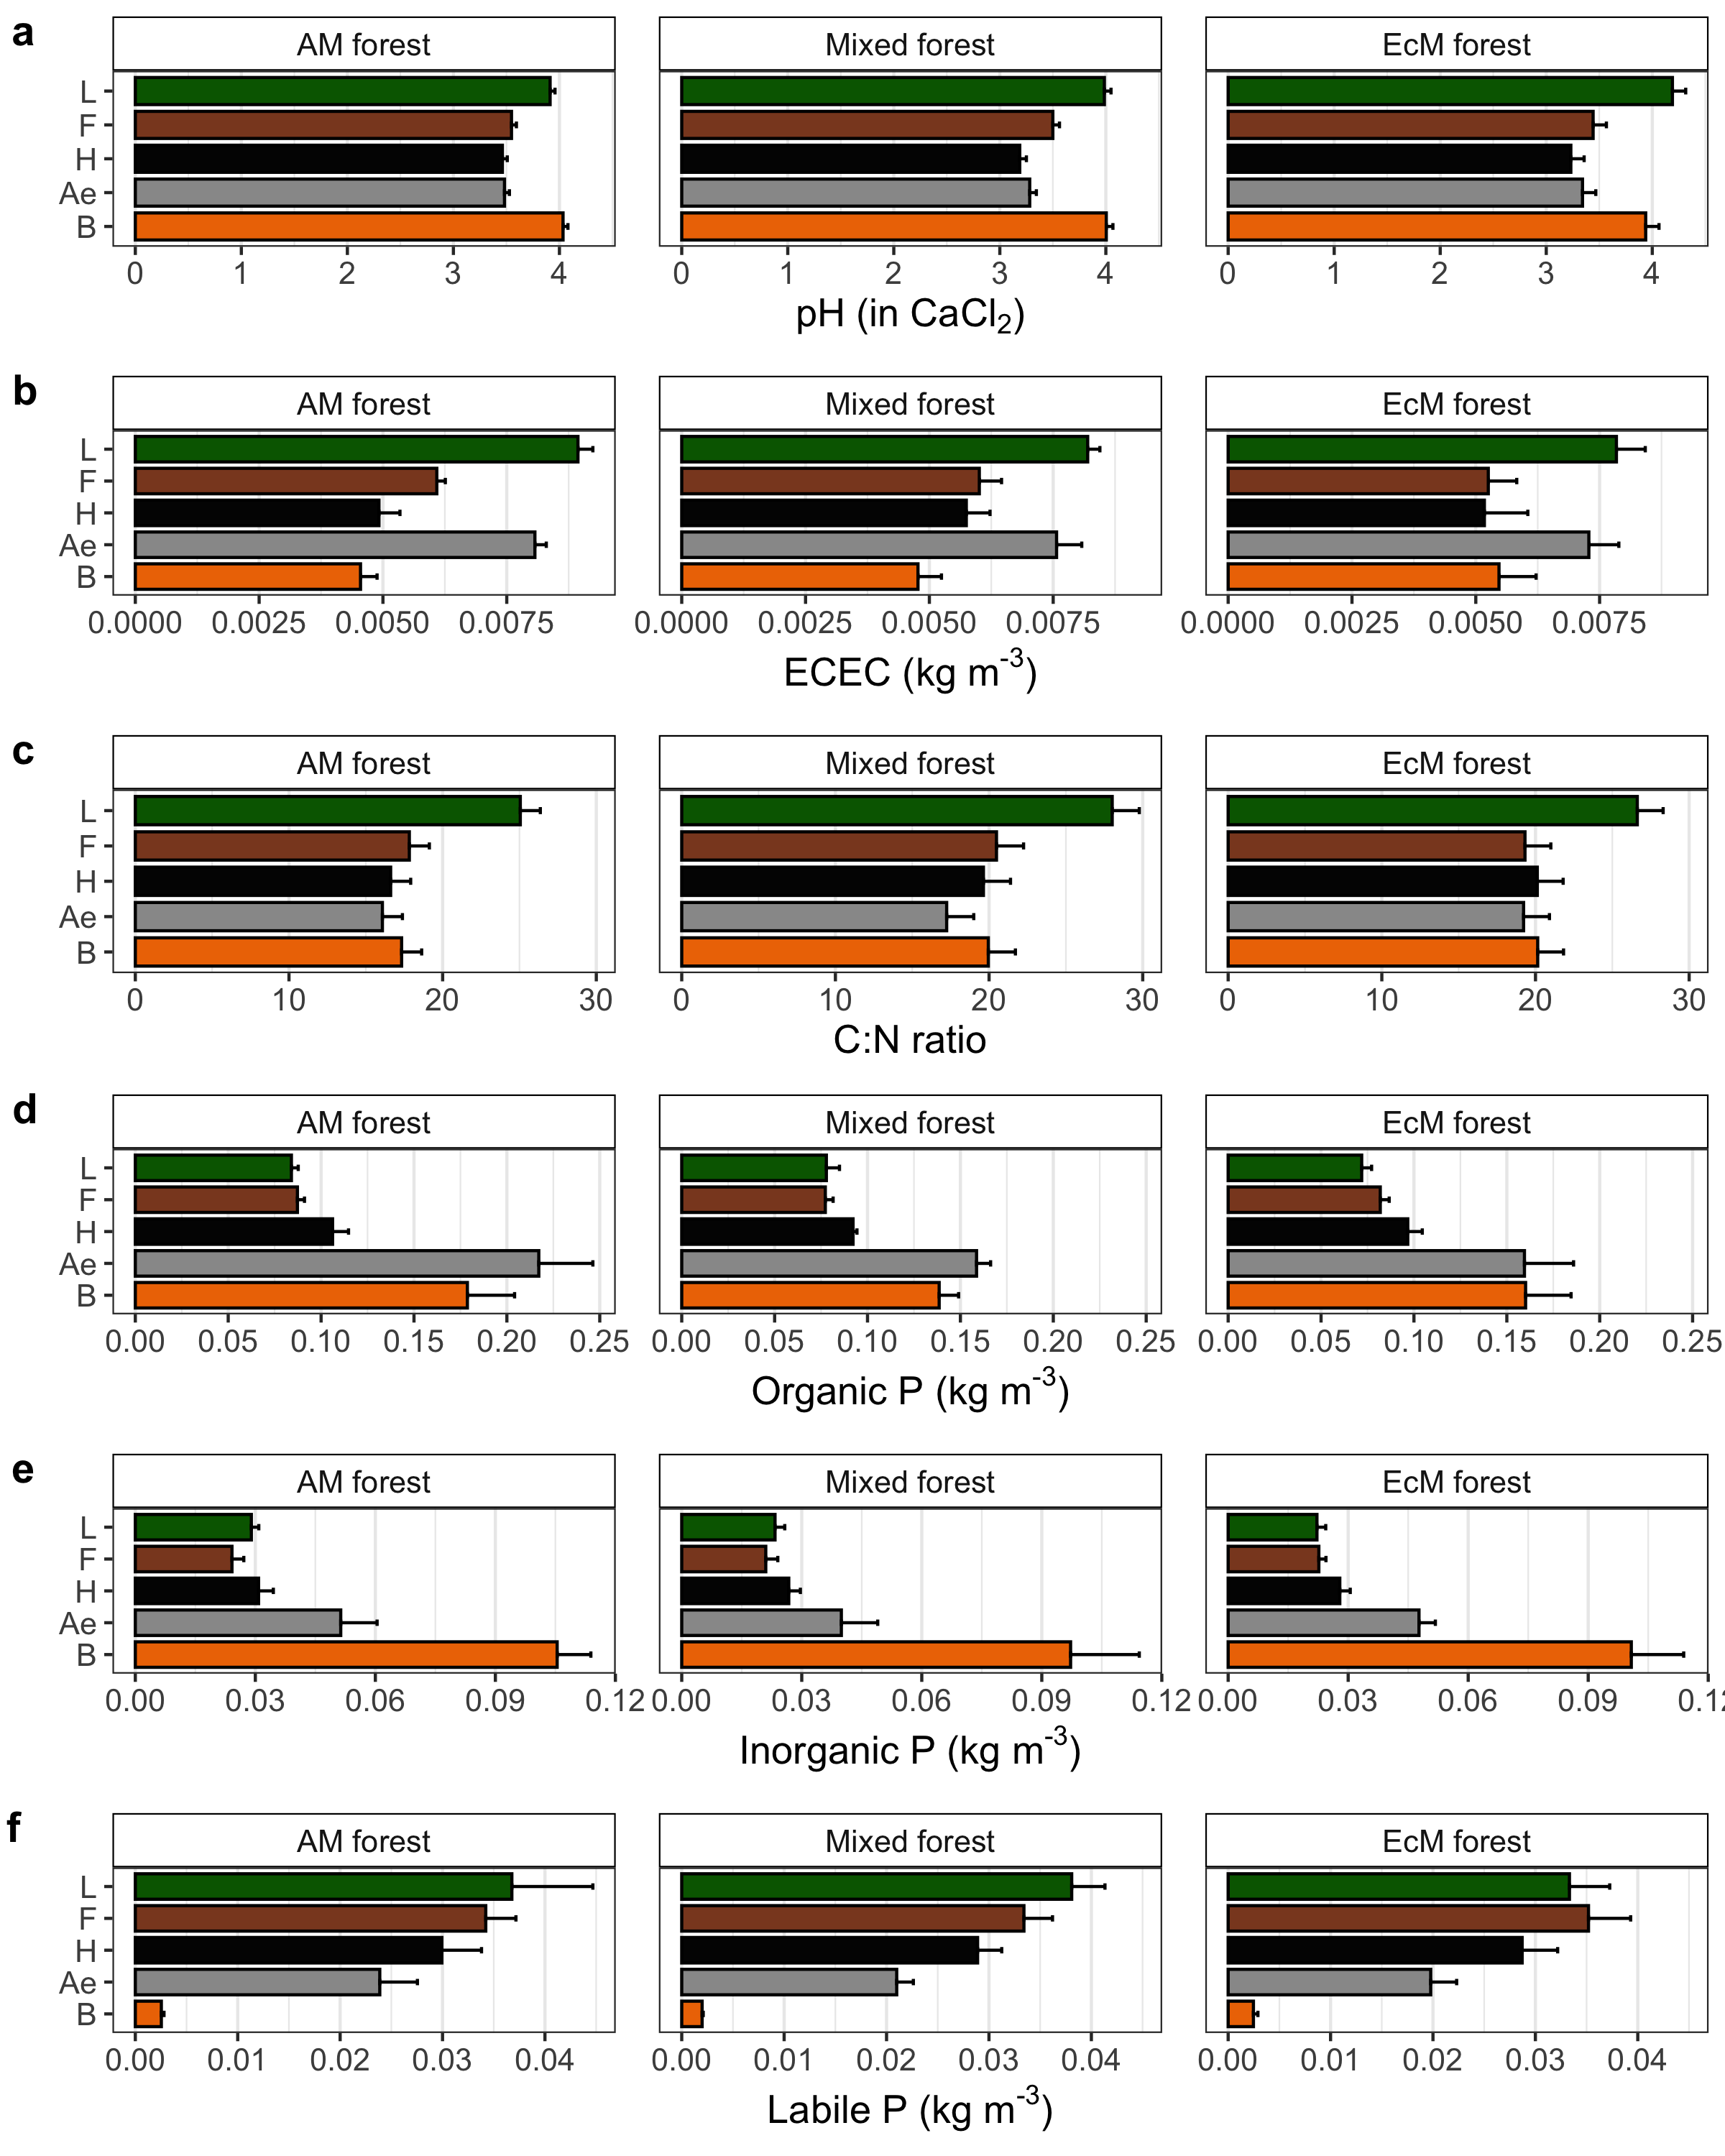 a
AM forest Mixed forest EcM forest
L
F
H
Ae
B
0 1 2 3 4 0 1 2 3 4 0 1 2 3 4
pH (in CaCl₂)
b
AM forest Mixed forest EcM forest
L
F
H
Ae
B
0.0000 0.0025 0.0050 0.0075 0.0000 0.0025 0.0050 0.0075 0.0000 0.0025 0.0050 0.0075
ECEC (kg m⁻³)
c
AM forest Mixed forest EcM forest
L
F
H
Ae
B
0 10 20 30 0 10 20 30 0 10 20 30
C:N ratio
d
AM forest Mixed forest EcM forest
L
F
H
Ae
B
0.00 0.05 0.10 0.15 0.20 0.25 0.00 0.05 0.10 0.15 0.20 0.25 0.00 0.05 0.10 0.15 0.20 0.25
Organic P (kg m⁻³)
e
AM forest Mixed forest EcM forest
L
F
H
Ae
B
0.00 0.03 0.06 0.09 0.12 0.00 0.03 0.06 0.09 0.12 0.00 0.03 0.06 0.09
Inorganic P (kg m⁻³)
f
AM forest Mixed forest EcM forest
L
F
H
Ae
B
0.00 0.01 0.02 0.03 0.04 0.00 0.01 0.02 0.03 0.04 0.00 0.01 0.02 0.03 0.04
Labile P (kg m⁻³)